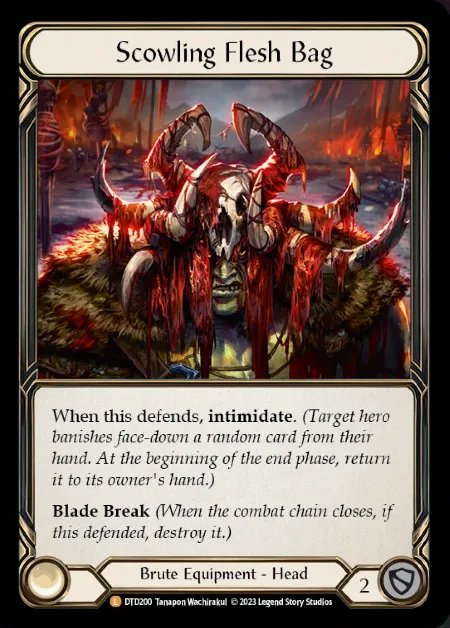 Scowling Flesh Bag
When this defends, intimidate. (Target hero
banishes face-down a random card from their
hand. At the beginning of the end phase, return
it to its owner's hand.)
Blade Break (When the combat chain closes, if
this defended, destroy it.)
Brute Equipment - Head
2
L DTD200 Tanapon Wachirakul © 2023 Legend Story Studios